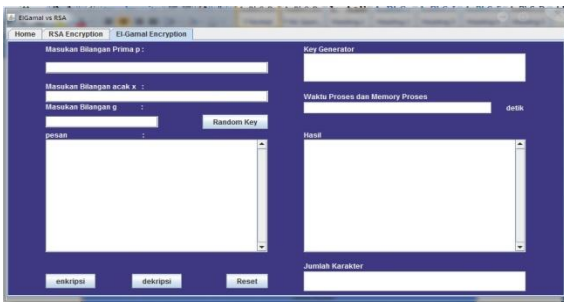 ElGamal vs RSA
Home RSA Encryption El-Gamal Encryption
Masukan Bilangan Prima p :
Masukan Bilangan acak x :
Masukan Bilangan g :
Random Key
pesan :
enkripsi dekripsi Reset
Key Generator
Waktu Proses dan Memory Proses
detik
Hasil
Jumlah Karakter